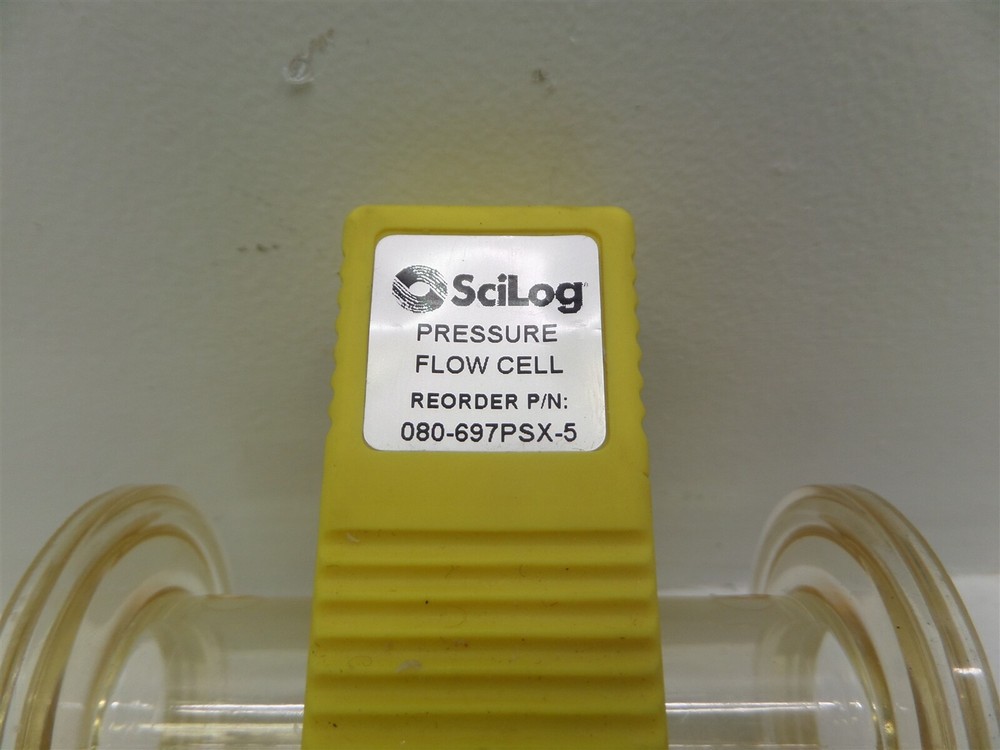 SciLog
PRESSURE
FLOW CELL
REORDER P/N:
080-697PSX-5